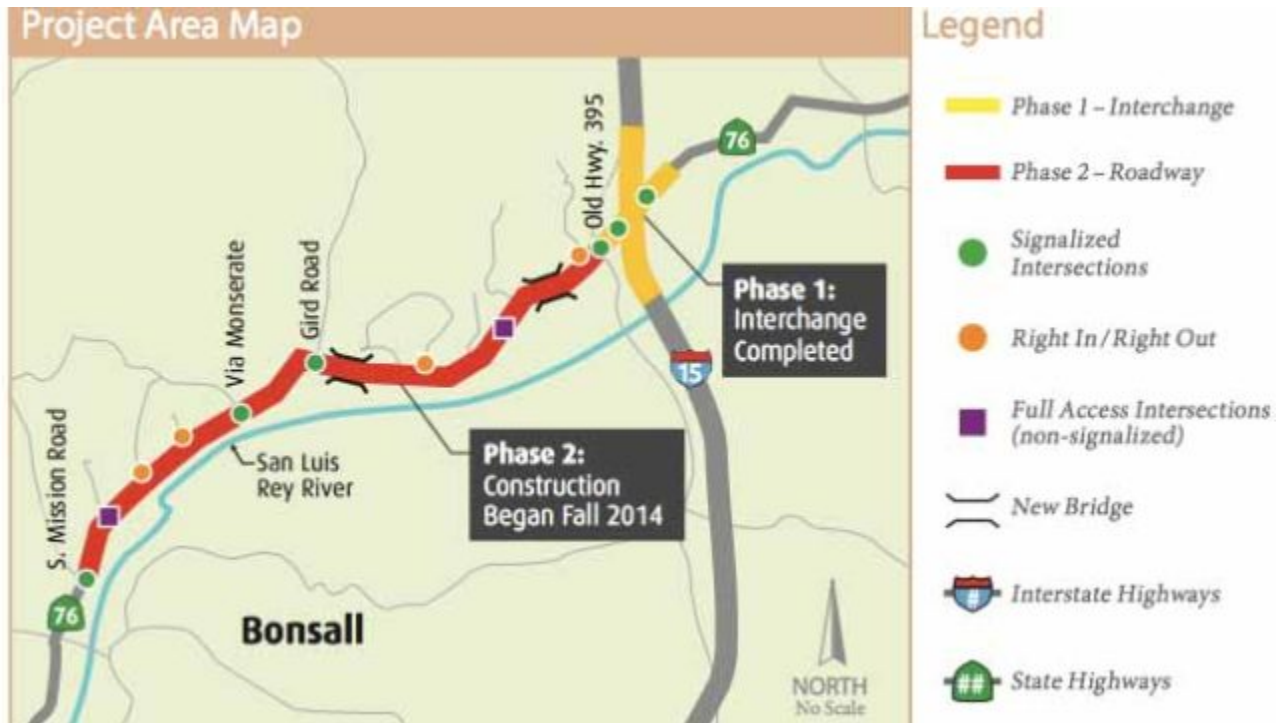 Project Area Map
Old Hwy. 395
76
Via Monserate
Gird Road
Phase 1:
Interchange
Completed
15
S. Mission Road
San Luis
Rey River
Phase 2:
Construction
Began Fall 2014
76
Bonsall
NORTH
No Scale
Legend
Phase 1 – Interchange
Phase 2 – Roadway
Signalized
Intersections
Right In / Right Out
Full Access Intersections
(non-signalized)
New Bridge
#
Interstate Highways
##
State Highways